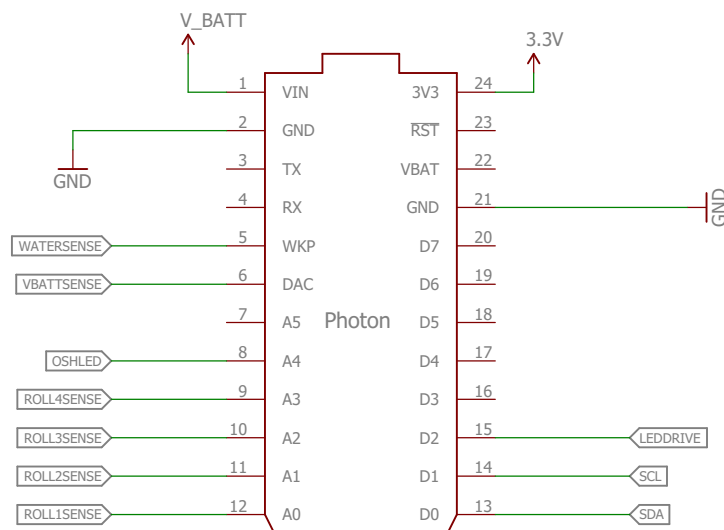 V_BATT
3.3V
1 VIN 3V3 24
2 GND RST 23
GND
3 TX VBAT 22
4 RX GND 21
GND
WATERSENSE 5 WKP D7 20
VBATTSENSE 6 DAC D6 19
7 A5 Photon D5 18
OSHLED 8 A4 D4 17
ROLL4SENSE 9 A3 D3 16
ROLL3SENSE 10 A2 D2 15 LEDDRIVE
ROLL2SENSE 11 A1 D1 14 SCL
ROLL1SENSE 12 A0 D0 13 SDA